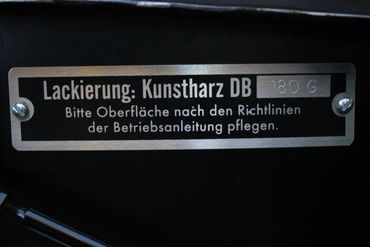 Lackierung: Kunstharz DB 180 G
Bitte Oberfläche nach den Richtlinien
der Betriebsanleitung pflegen.